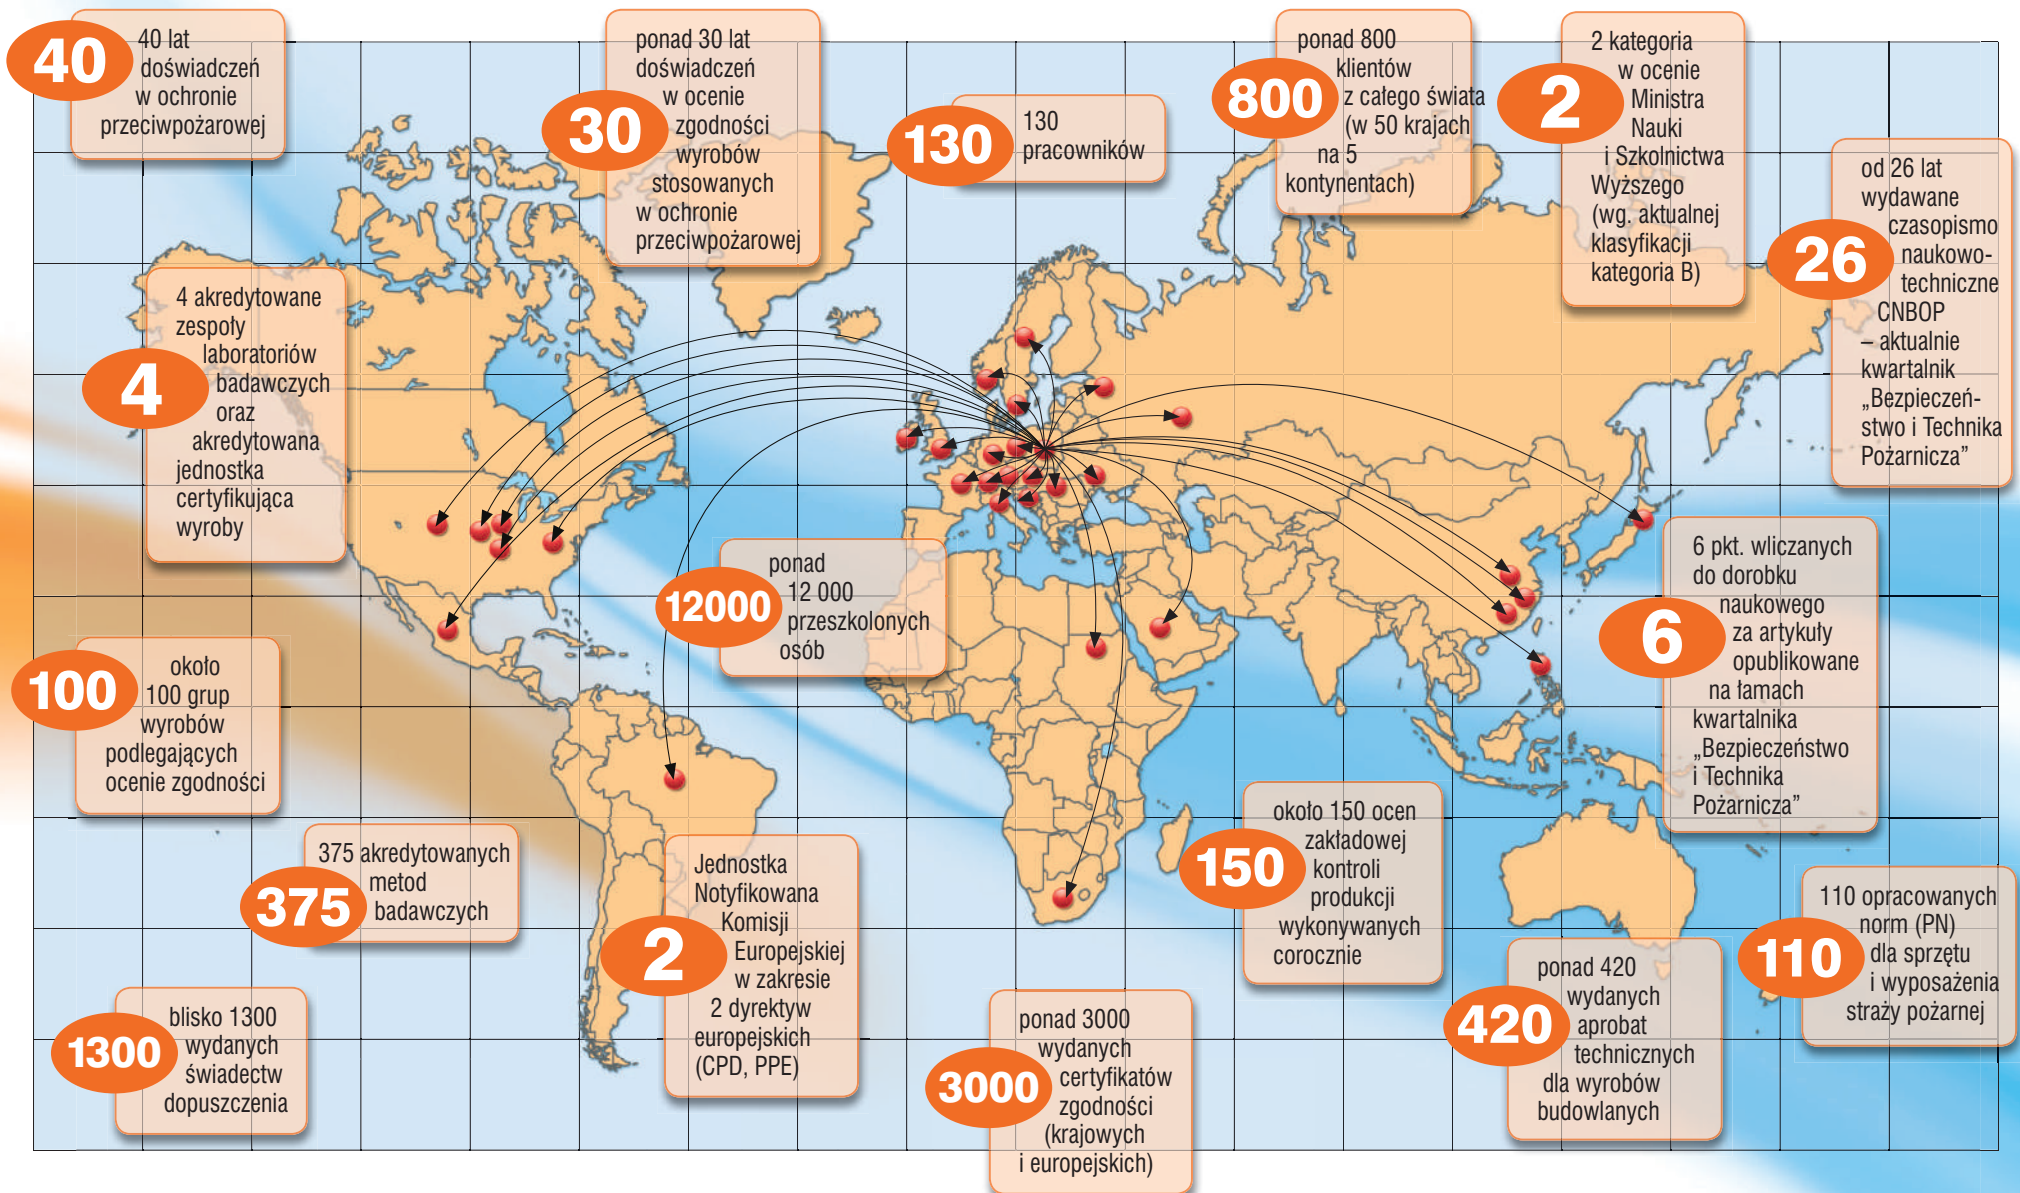 40
40 lat
doświadczeń
w ochronie
przeciwpożarowej
30
ponad 30 lat
doświadczeń
w ocenie
zgodności
wyrobów
stosowanych
w ochronie
przeciwpożarowej
130
130
pracowników
800
ponad 800
klientów
z całego świata
(w 50 krajach
na 5
kontynentach)
2
2 kategoria
w ocenie
Ministra
Nauki
i Szkolnictwa
Wyższego
(wg. aktualnej
klasyfikacji
kategoria B)
26
od 26 lat
wydawane
czasopismo
naukowo-
techniczne
CNBOP
– aktualnie
kwartalnik
„Bezpieczeń-
stwo i Technika
Pożarnicza”
4
4 akredytowane
zespoły
laboratoriów
badawczych
oraz
akredytowana
jednostka
certyfikująca
wyroby
12000
ponad
12 000
przeszkolonych
osób
6
6 pkt. wliczanych
do dorobku
naukowego
za artykuły
opublikowane
na łamach
kwartalnika
„Bezpieczeństwo
i Technika
Pożarnicza”
100
około
100 grup
wyrobów
podlegających
ocenie zgodności
375
375 akredytowanych
metod
badawczych
2
Jednostka
Notyfikowana
Komisji
Europejskiej
w zakresie
2 dyrektyw
europejskich
(CPD, PPE)
150
około 150 ocen
zakładowej
kontroli
produkcji
wykonywanych
corocznie
110
110 opracowanych
norm (PN)
dla sprzętu
i wyposażenia
straży pożarnej
1300
blisko 1300
wydanych
świadectw
dopuszczenia
3000
ponad 3000
wydanych
certyfikatów
zgodności
(krajowych
i europejskich)
420
ponad 420
wydanych
aprobat
technicznych
dla wyrobów
budowlanych